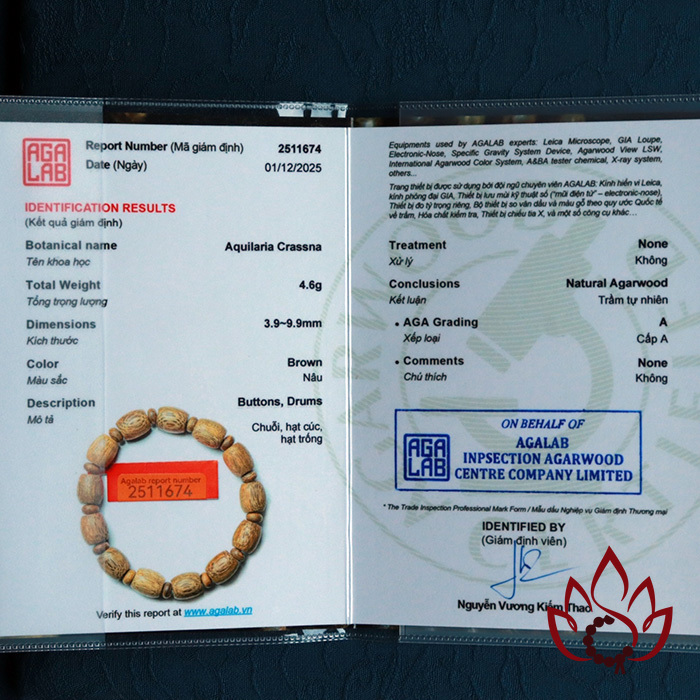 AGA
LAB
Report Number (Mã giám định) 2511674
Date (Ngày) 01/12/2025
IDENTIFICATION RESULTS
(Kết quả giám định)
Botanical name Aquilaria Crassna
Tên khoa học
Total Weight 4.6g
Tổng trọng lượng
Dimensions 3.9~9.9mm
Kích thước
Color Brown
Màu sắc Nâu
Description Buttons, Drums
Mô tả Chuỗi, hạt cúc,
hạt trống
Agalab report number
2511674
Verify this report at www.agalab.vn
Equipments used by AGALAB experts: Leica Microscope, GIA Loupe,
Electronic-Nose, Specific Gravity System Device, Agarwood View LSW,
International Agarwood Color System, A&BA tester chemical, X-ray system,
others...
Trang thiết bị được sử dụng bởi đội ngũ chuyên viên AGALAB: Kính hiển vi Leica,
kính phóng đại GIA, Thiết bị lưu mùi kỹ thuật số ("mũi điện tử" – electronic-nose),
Thiết bị đo tỷ trọng riêng, Bộ thiết bị so vân dầu và màu gỗ theo quy ước Quốc tế
về trầm, Hóa chất kiểm tra, Thiết bị chiếu tia X, và một số công cụ khác...
Treatment None
Xử lý Không
Conclusions Natural Agarwood
Kết luận Trầm tự nhiên
• AGA Grading A
Xếp loại Cấp A
• Comments None
Chú thích Không
ON BEHALF OF
AGA
LAB
AGALAB
INPSECTION AGARWOOD
CENTRE COMPANY LIMITED
* The Trade Inspection Professional Mark Form / Mẫu dấu Nghiệp vụ Giám định Thương mại
IDENTIFIED BY
(Giám định viên)
Nguyễn Vương Kiếm Thao